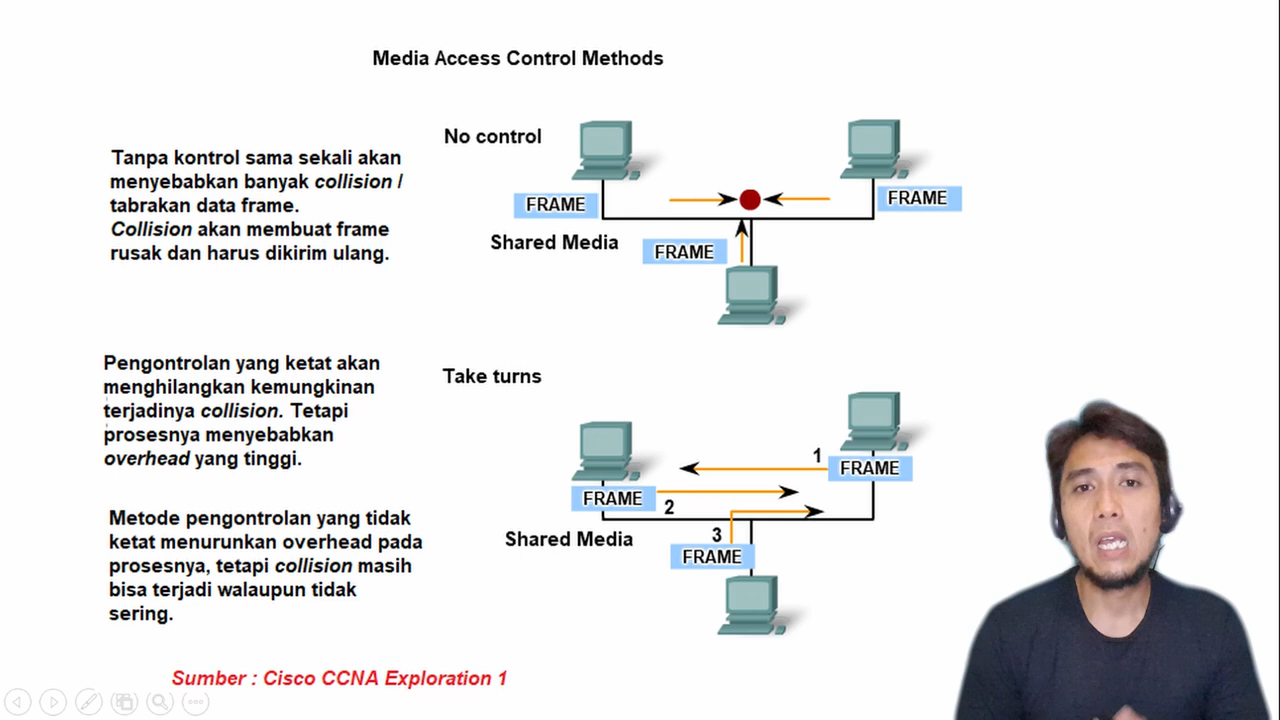 Media Access Control Methods
Tanpa kontrol sama sekali akan
menyebabkan banyak collision /
tabrakan data frame.
Collision akan membuat frame
rusak dan harus dikirim ulang.
No control
FRAME
FRAME
Shared Media
FRAME
Pengontrolan yang ketat akan
menghilangkan kemungkinan
terjadinya collision. Tetapi
prosesnya menyebabkan
overhead yang tinggi.
Take turns
1
FRAME
FRAME
2
Shared Media
3
FRAME
Metode pengontrolan yang tidak
ketat menurunkan overhead pada
prosesnya, tetapi collision masih
bisa terjadi walaupun tidak
sering.
Sumber : Cisco CCNA Exploration 1